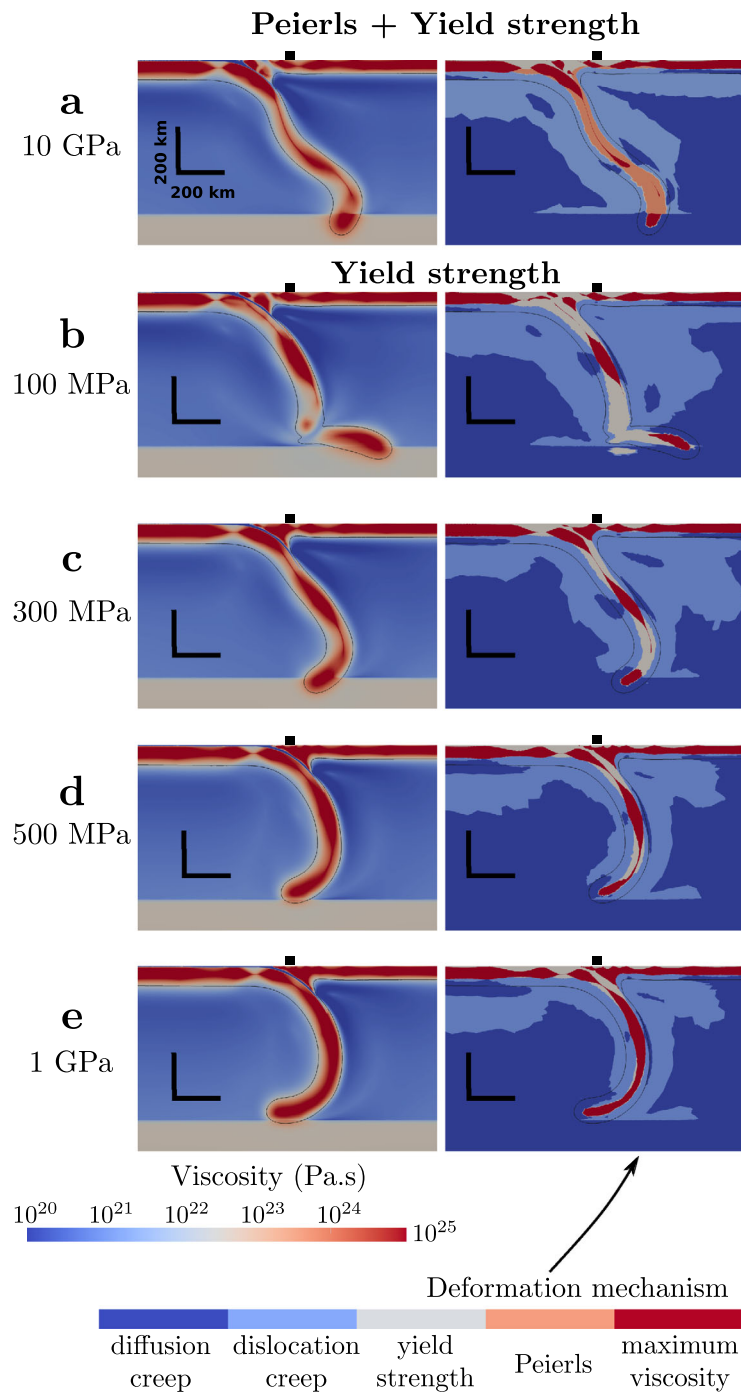 Peierls + Yield strength
a
10 GPa
200 km
200 km
Yield strength
b
100 MPa
c
300 MPa
d
500 MPa
e
1 GPa
Viscosity (Pa.s)
10^20 10^21 10^22 10^23 10^24 10^25
Deformation mechanism
diffusion creep
dislocation creep
yield strength
Peierls
maximum viscosity